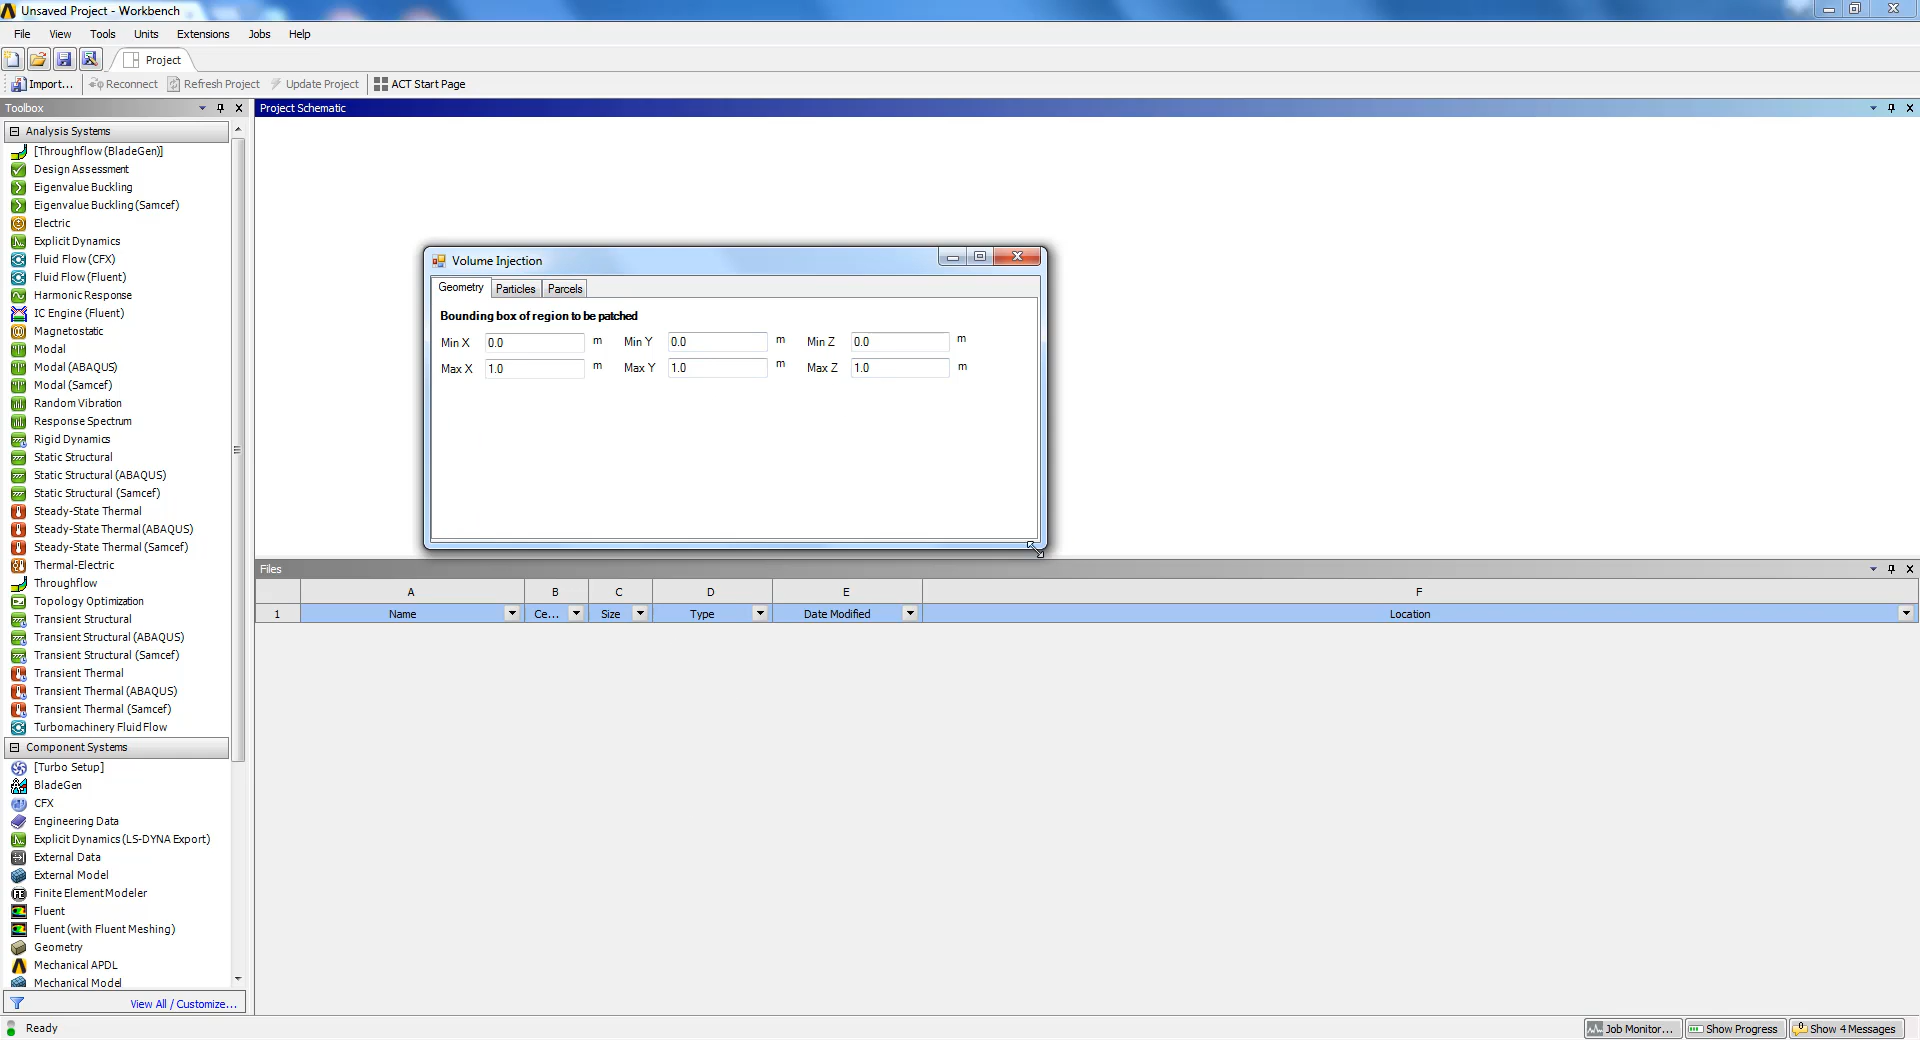 Unsaved Project - Workbench
File View Tools Units Extensions Jobs Help
Project
Import... Reconnect Refresh Project Update Project ACT Start Page
Toolbox
Analysis Systems
[Throughflow (BladeGen)]
Design Assessment
Eigenvalue Buckling
Eigenvalue Buckling (Samcef)
Electric
Explicit Dynamics
Fluid Flow (CFX)
Fluid Flow (Fluent)
Harmonic Response
IC Engine (Fluent)
Magnetostatic
Modal
Modal (ABAQUS)
Modal (Samcef)
Random Vibration
Response Spectrum
Rigid Dynamics
Static Structural
Static Structural (ABAQUS)
Static Structural (Samcef)
Steady-State Thermal
Steady-State Thermal (ABAQUS)
Steady-State Thermal (Samcef)
Thermal-Electric
Throughflow
Topology Optimization
Transient Structural
Transient Structural (ABAQUS)
Transient Structural (Samcef)
Transient Thermal
Transient Thermal (ABAQUS)
Transient Thermal (Samcef)
Turbomachinery Fluid Flow
Component Systems
[Turbo Setup]
BladeGen
CFX
Engineering Data
Explicit Dynamics (LS-DYNA Export)
External Data
External Model
Finite Element Modeler
Fluent
Fluent (with Fluent Meshing)
Geometry
Mechanical APDL
Mechanical Model
View All / Customize...
Project Schematic
Volume Injection
Geometry Particles Parcels
Bounding box of region to be patched
Min X 0.0 m Min Y 0.0 m Min Z 0.0 m
Max X 1.0 m Max Y 1.0 m Max Z 1.0 m
Files
A B C D E F
1 Name Ce... Size Type Date Modified Location
Ready
Job Monitor... Show Progress Show 4 Messages